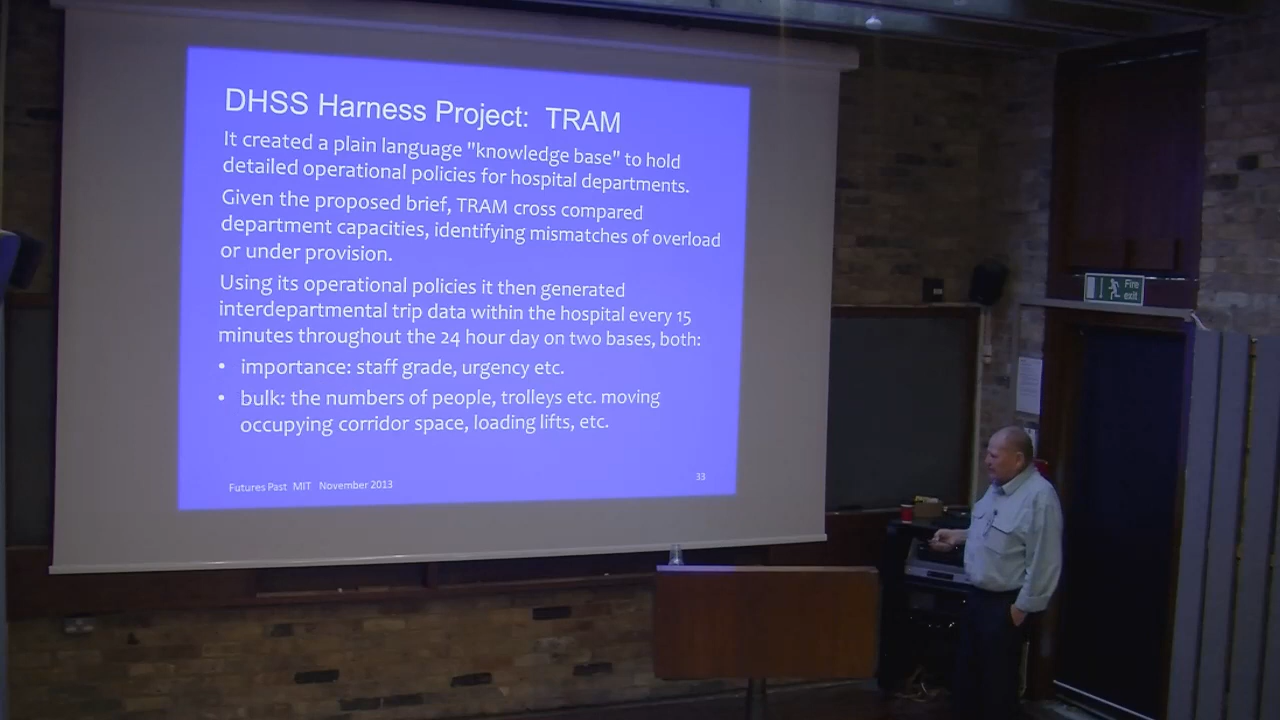 DHSS Harness Project: TRAM
It created a plain language "knowledge base" to hold
detailed operational policies for hospital departments.
Given the proposed brief, TRAM cross compared
department capacities, identifying mismatches of overload
or under provision.
Using its operational policies it then generated
interdepartmental trip data within the hospital every 15
minutes throughout the 24 hour day on two bases, both:
• importance: staff grade, urgency etc.
• bulk: the numbers of people, trolleys etc. moving
occupying corridor space, loading lifts, etc.
Futures Past MIT November 2013
33
Fire
exit